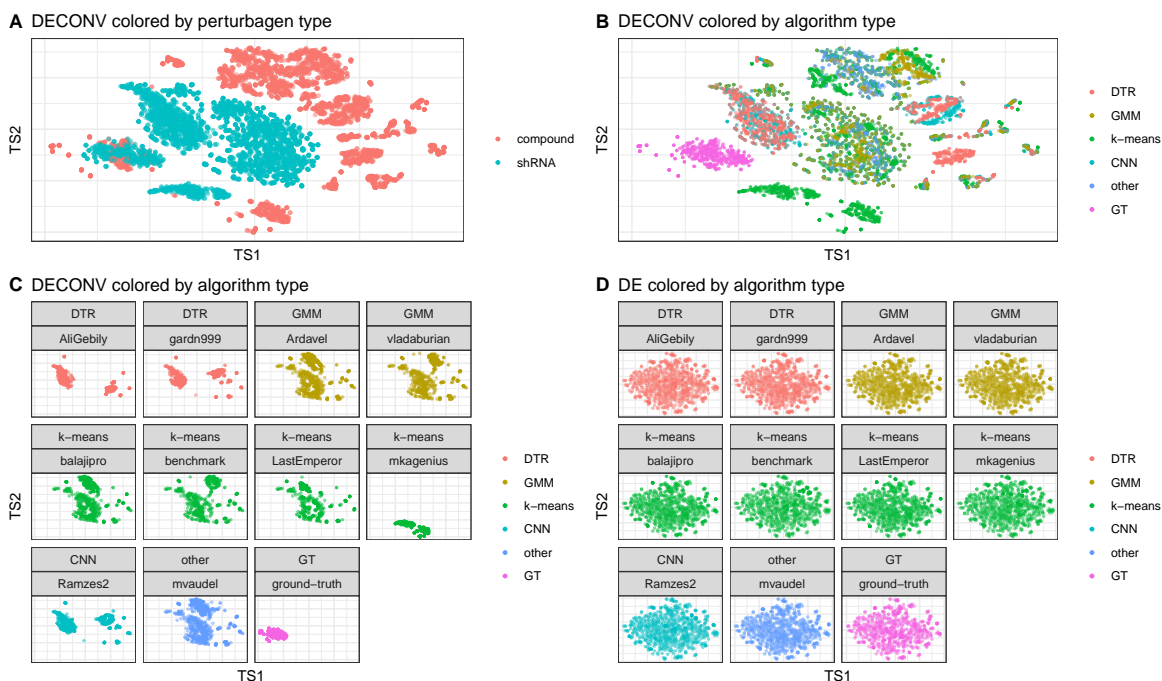 A DECONV colored by perturbagen type
TS2
TS1
compound
shRNA
B DECONV colored by algorithm type
TS2
TS1
DTR
GMM
k−means
CNN
other
GT
C DECONV colored by algorithm type
DTR DTR GMM GMM
AliGebily gardn999 Ardavel vladaburian
k−means k−means k−means k−means
balajipro benchmark LastEmperor mkagenius
CNN other GT
Ramzes2 mvaudel ground−truth
TS2
TS1
DTR
GMM
k−means
CNN
other
GT
D DE colored by algorithm type
DTR DTR GMM GMM
AliGebily gardn999 Ardavel vladaburian
k−means k−means k−means k−means
balajipro benchmark LastEmperor mkagenius
CNN other GT
Ramzes2 mvaudel ground−truth
TS2
TS1
DTR
GMM
k−means
CNN
other
GT